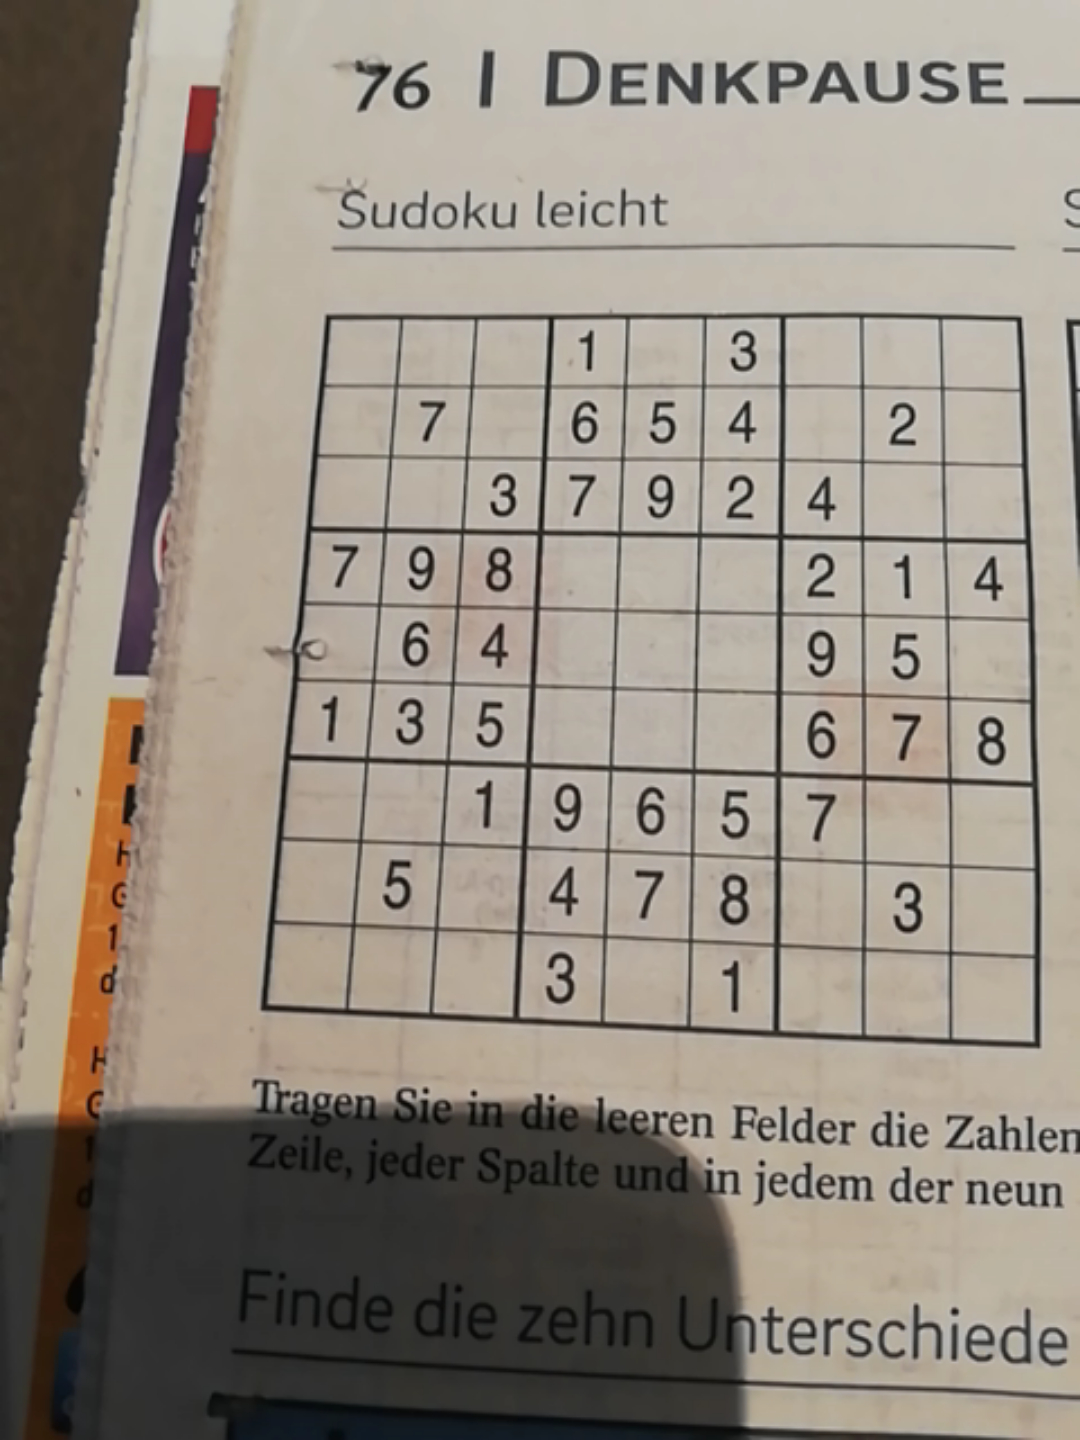 76 | DENKPAUSE
Sudoku leicht
1 3
7 6 5 4 2
3 7 9 2 4
7 9 8 2 1 4
6 4 9 5
1 3 5 6 7 8
1 9 6 5 7
5 4 7 8 3
3 1
Tragen Sie in die leeren Felder die Zahlen
Zeile, jeder Spalte und in jedem der neun
Finde die zehn Unterschiede